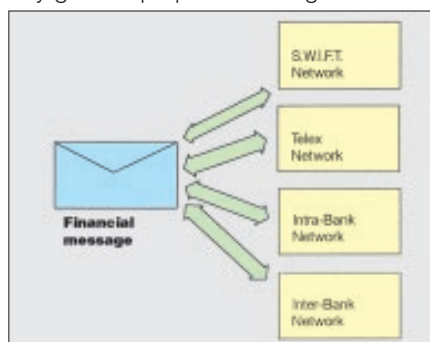 S.W.I.F.T.
Network
Telex
Network
Financial
message
Intra-Bank
Network
Inter-Bank
Network